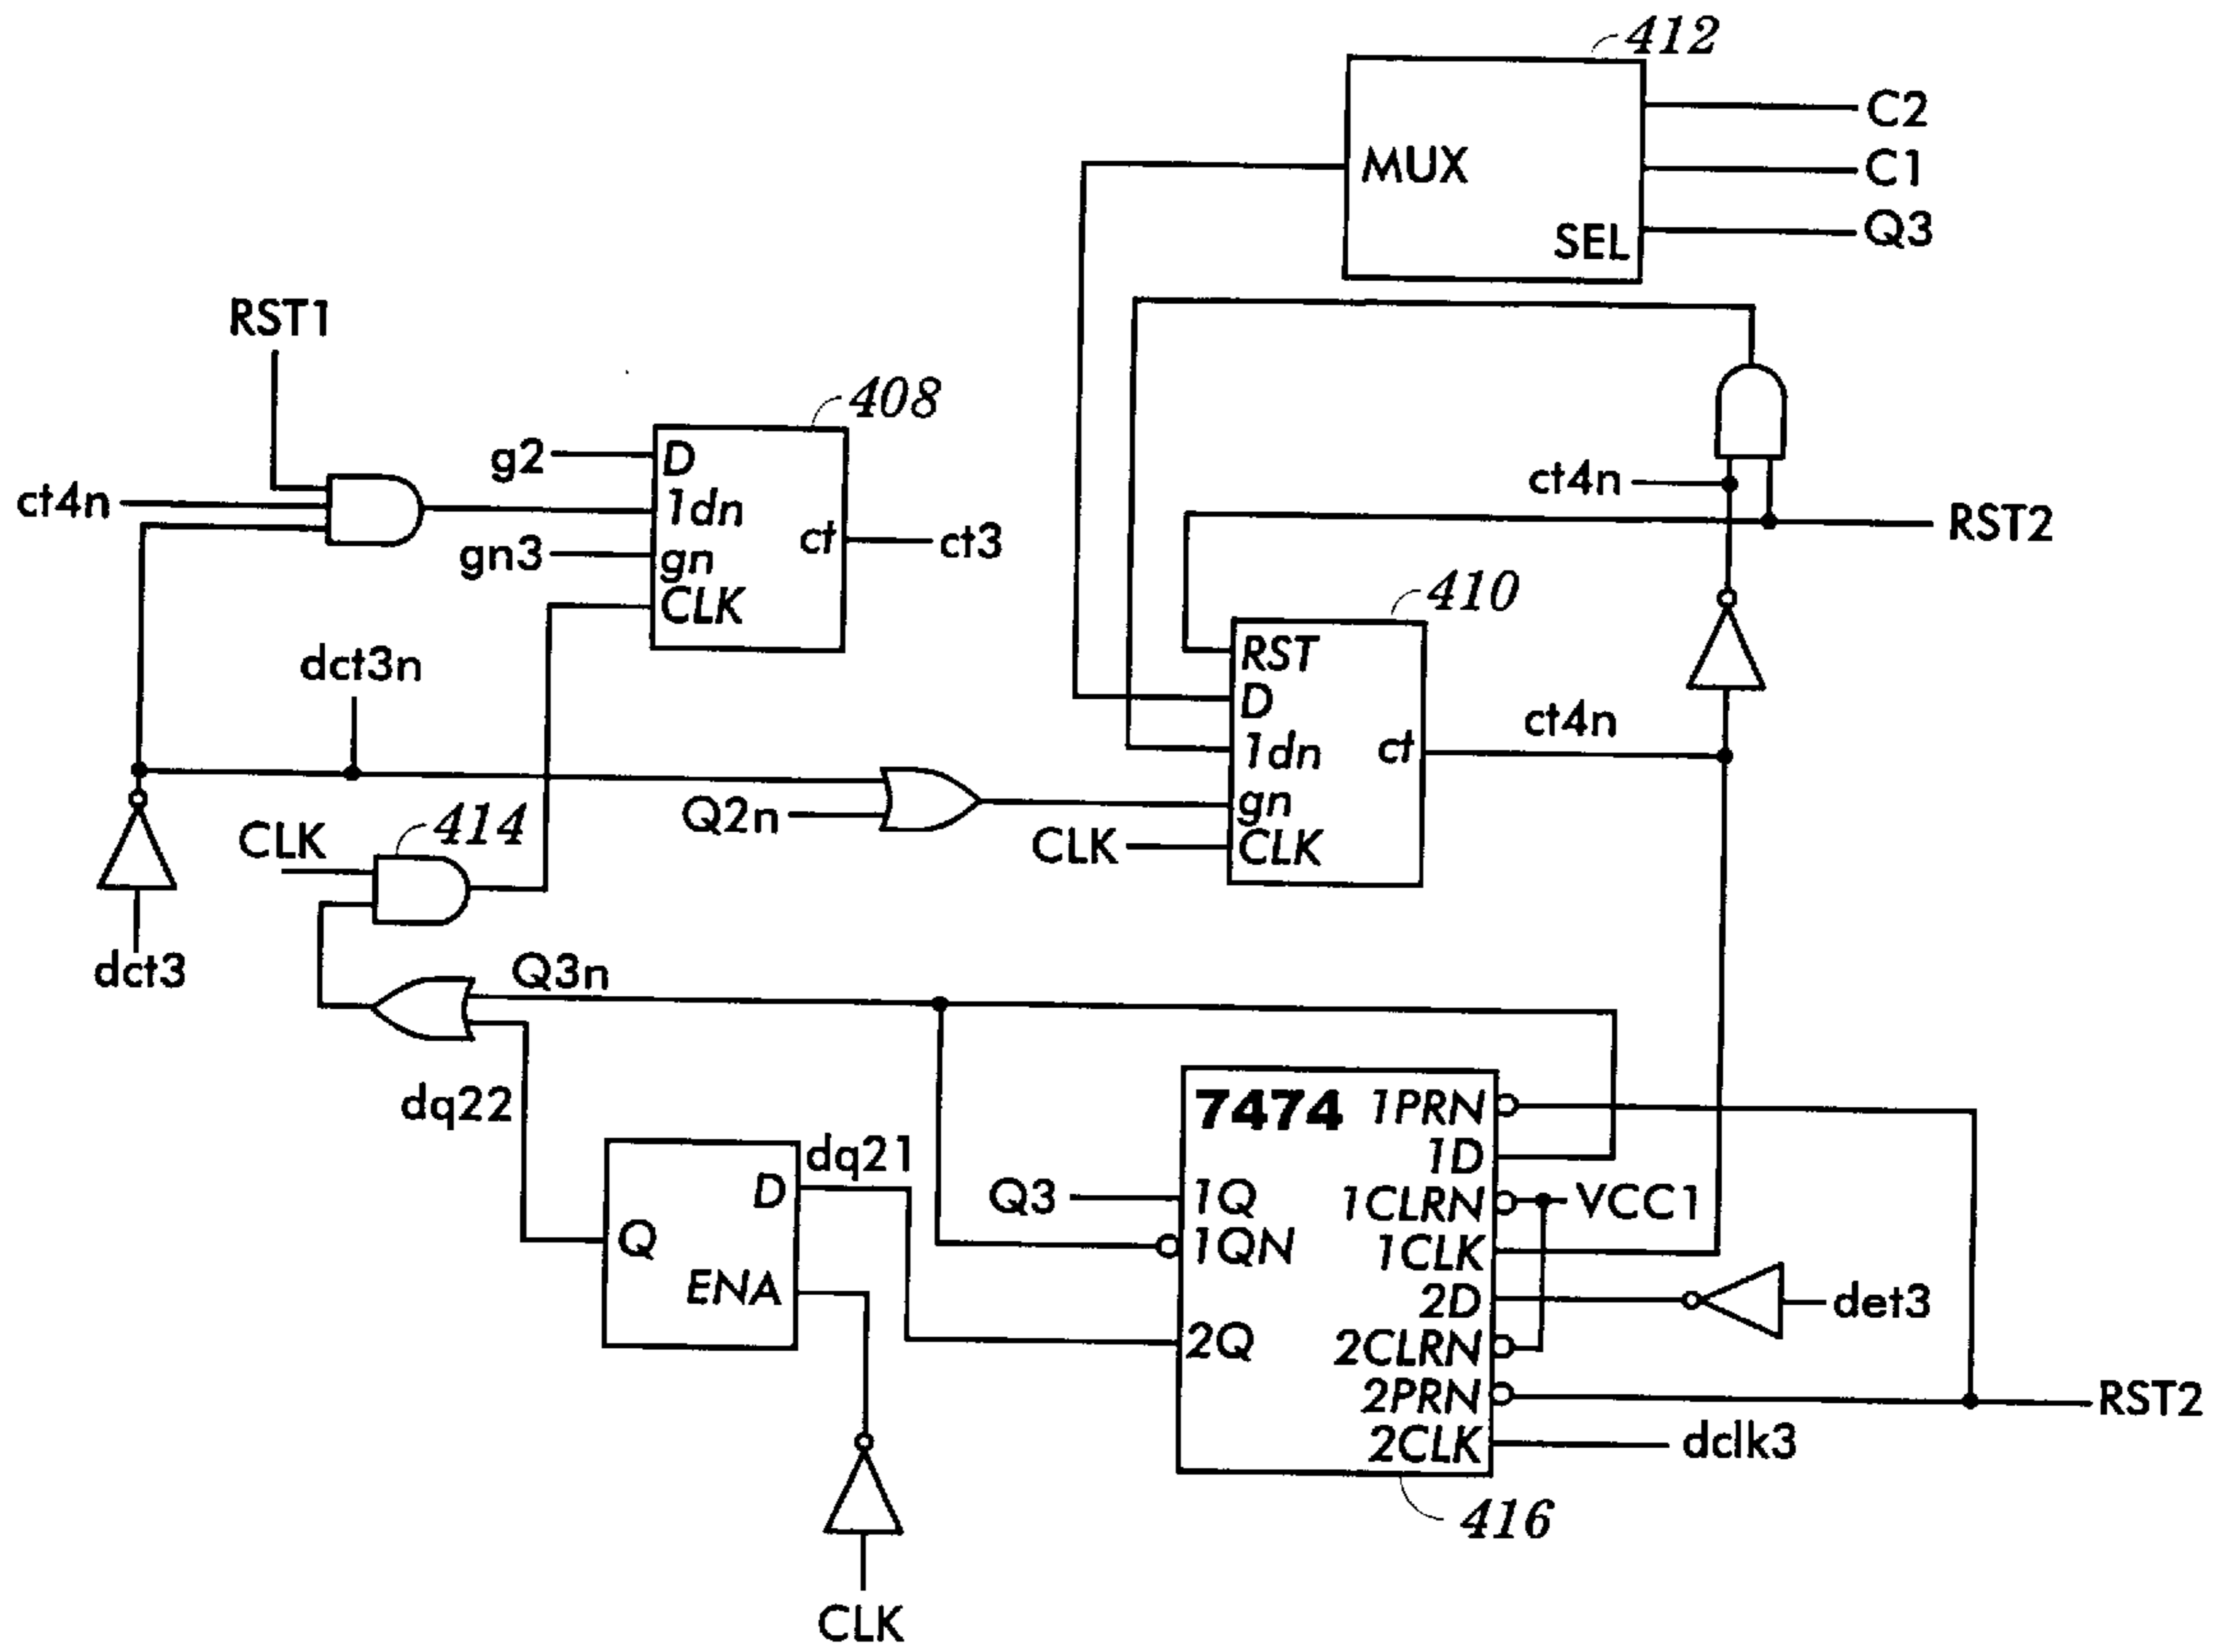 412
C2
MUX
C1
SEL
Q3
RST1
408
g2
D
ct4n
1dn
gn3
gn
ct
ct3
CLK
ct4n
RST2
410
dct3n
RST
D
1dn
ct
ct4n
Q2n
gn
CLK
CLK
CLK
414
dct3
Q3n
dq22
7474
1PRN
dq21
D
1D
Q3
1Q
1CLRN
VCC1
Q
1QN
1CLK
ENA
2D
det3
2Q
2CLRN
2PRN
RST2
2CLK
dclk3
416
CLK